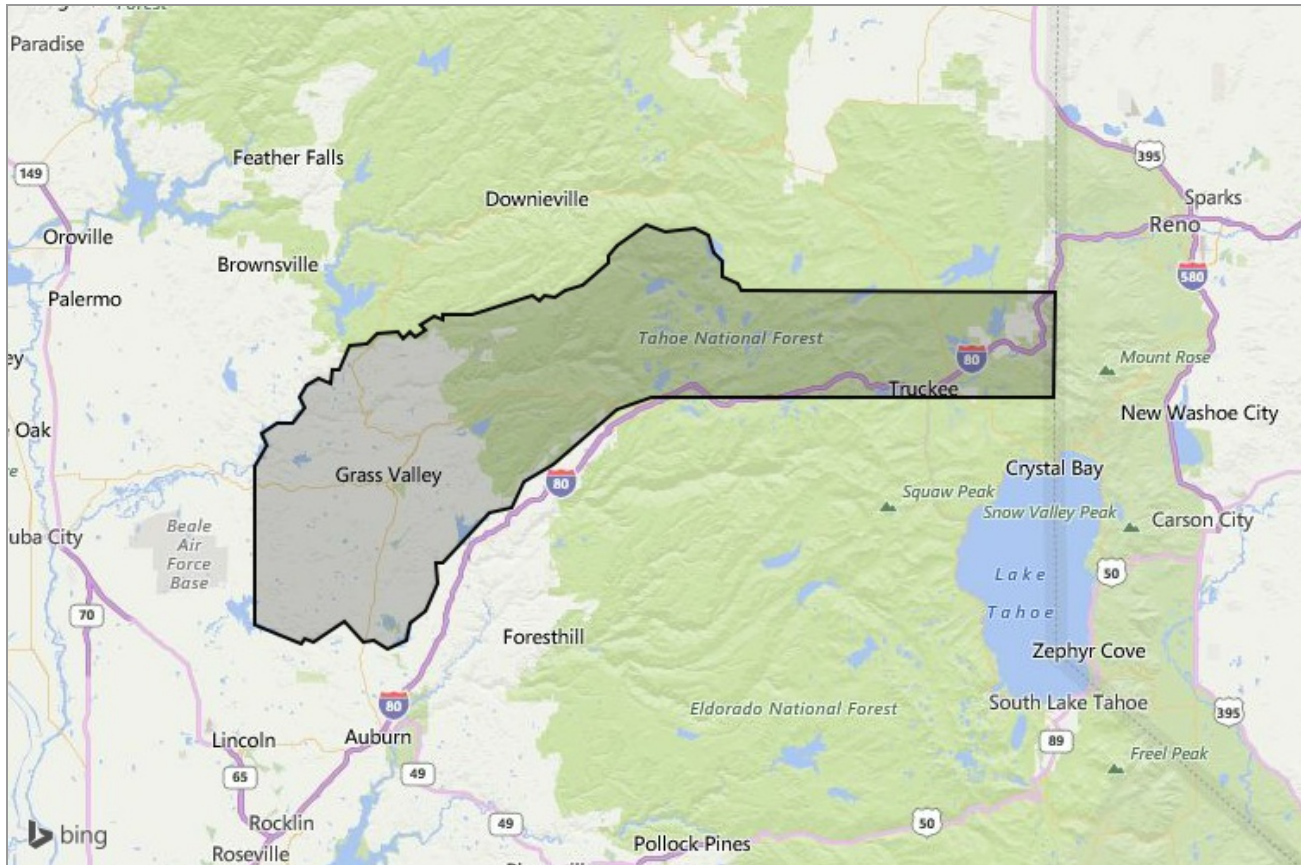 Forest
Paradise
149
Feather Falls
395
Downieville
Sparks
Reno
Oroville
Brownsville
580
Palermo
Tahoe National Forest
80
Mount Rose
Truckee
New Washoe City
Oak
Grass Valley
Crystal Bay
80
Squaw Peak
Snow Valley Peak
Carson City
uba City
Beale
Air
Force
Base
50
Lake
Tahoe
70
Foresthill
Zephyr Cove
South Lake Tahoe
Eldorado National Forest
80
395
Auburn
Lincoln
89
Freel Peak
65
49
Rocklin
49
50
bing
Pollock Pines
Roseville